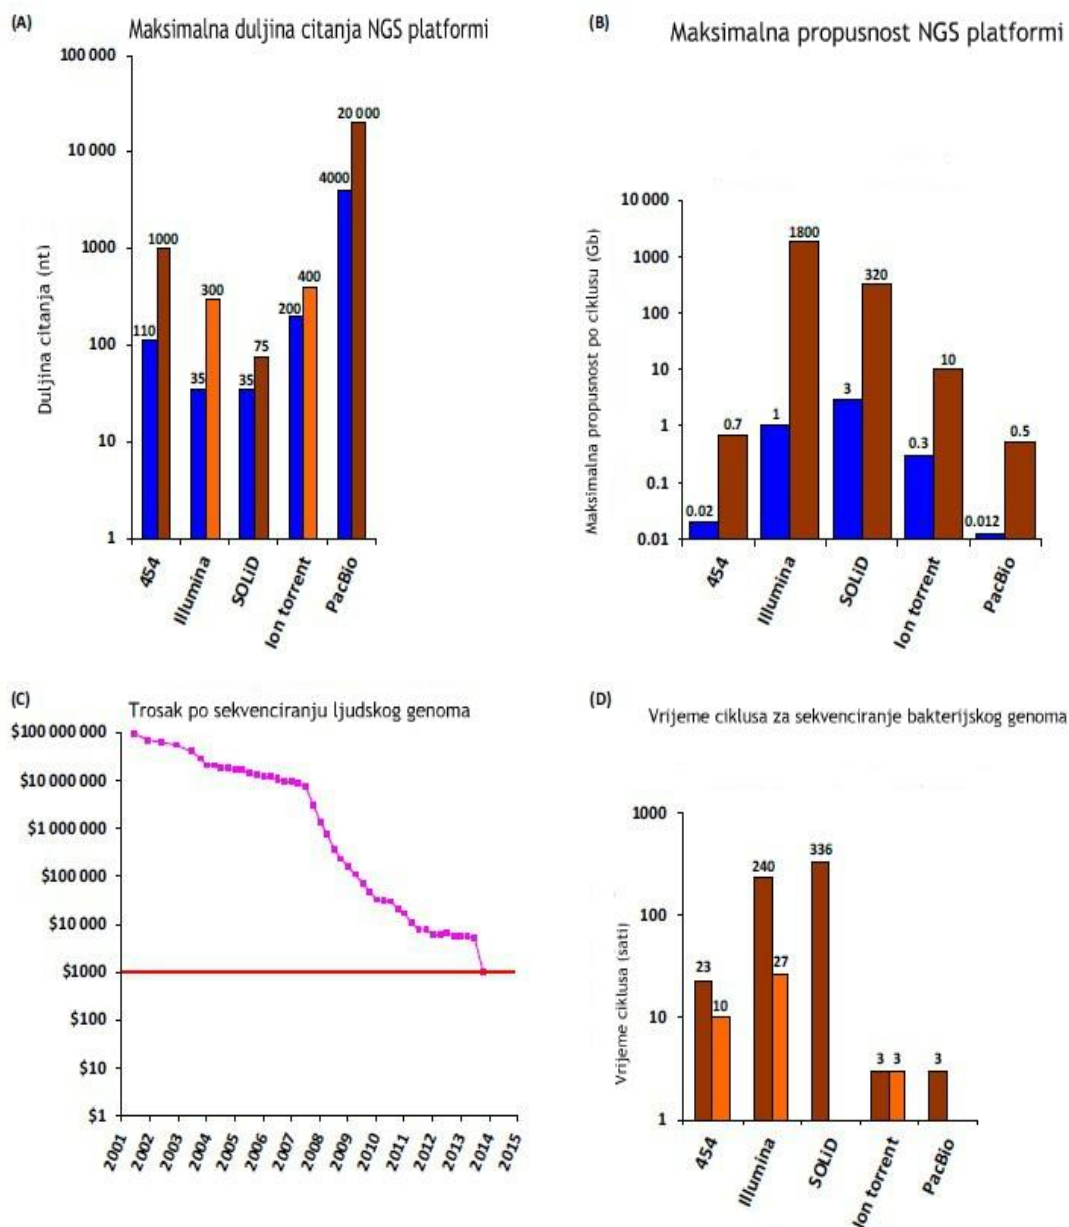 (A)
Maksimalna duljina citanja NGS platformi
100 000
10 000
1000
100
10
1
Duljina citanja (nt)
110
1000
35
300
35
75
200
400
4000
20 000
454
Illumina
SOLiD
Ion torrent
PacBio
(B)
Maksimalna propusnost NGS platformi
10 000
1000
100
10
1
0.1
0.01
Maksimalna propusnost po ciklusu (Gb)
0.02
0.7
1
1800
3
320
0.3
10
0.012
0.5
454
Illumina
SOLiD
Ion torrent
PacBio
(C)
Trosak po sekvenciranju ljudskog genoma
$100 000 000
$10 000 000
$1 000 000
$100 000
$10 000
$1000
$100
$10
$1
2001
2002
2003
2004
2005
2006
2007
2008
2009
2010
2011
2012
2013
2014
2015
(D)
Vrijeme ciklusa za sekvenciranje bakterijskog genoma
1000
100
10
1
Vrijeme ciklusa (sati)
23
10
240
27
336
3
3
3
454
Illumina
SOLiD
Ion torrent
PacBio